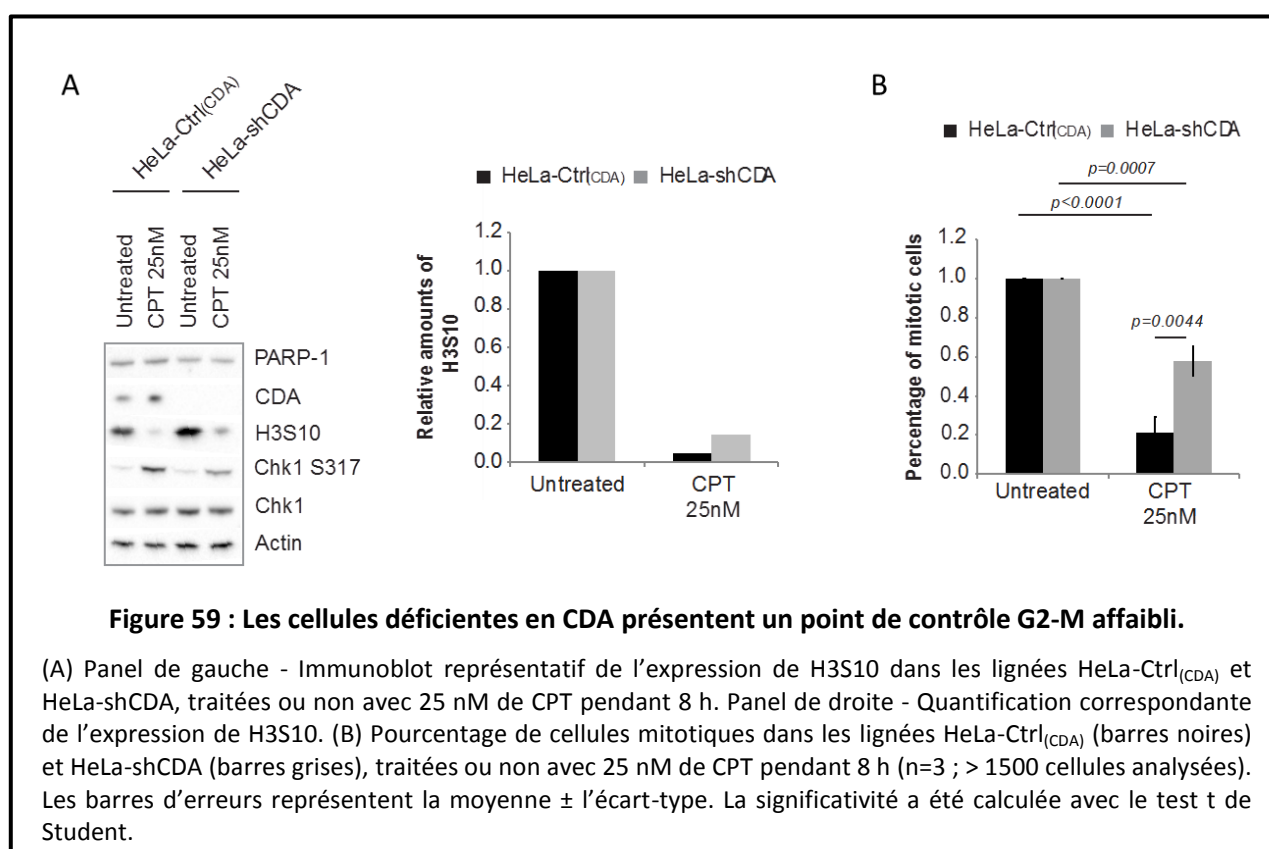 A
B
HeLa-Ctrl(CDA)
HeLa-shCDA
Untreated
CPT 25nM
Untreated
CPT 25nM
PARP-1
CDA
H3S10
Chk1 S317
Chk1
Actin
HeLa-Ctrl(CDA) HeLa-shCDA
Relative amounts of
H3S10
1.2
1.0
0.8
0.6
0.4
0.2
0.0
Untreated
CPT
25nM
HeLa-Ctrl(CDA) HeLa-shCDA
p=0.0007
p<0.0001
p=0.0044
Percentage of mitotic cells
1.2
1.0
0.8
0.6
0.4
0.2
0.0
Untreated
CPT
25nM
Figure 59 : Les cellules déficientes en CDA présentent un point de contrôle G2-M affaibli.
(A) Panel de gauche - Immunoblot représentatif de l’expression de H3S10 dans les lignées HeLa-Ctrl(CDA) et
HeLa-shCDA, traitées ou non avec 25 nM de CPT pendant 8 h. Panel de droite - Quantification correspondante
de l’expression de H3S10. (B) Pourcentage de cellules mitotiques dans les lignées HeLa-Ctrl(CDA) (barres noires)
et HeLa-shCDA (barres grises), traitées ou non avec 25 nM de CPT pendant 8 h (n=3 ; > 1500 cellules analysées).
Les barres d’erreurs représentent la moyenne ± l’écart-type. La significativité a été calculée avec le test t de
Student.